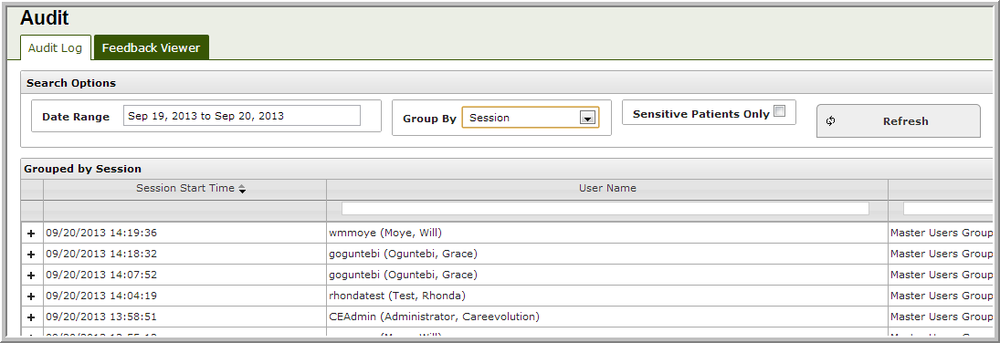 Audit
Audit Log Feedback Viewer
Search Options
Date Range Sep 19, 2013 to Sep 20, 2013 Group By Session Sensitive Patients Only Refresh
Grouped by Session
Session Start Time User Name
+ 09/20/2013 14:19:36 wmmoye (Moye, Will) Master Users Group
+ 09/20/2013 14:18:32 goguntebi (Oguntebi, Grace) Master Users Group
+ 09/20/2013 14:07:52 goguntebi (Oguntebi, Grace) Master Users Group
+ 09/20/2013 14:04:19 rhondatest (Test, Rhonda) Master Users Group
+ 09/20/2013 13:58:51 CEAdmin (Administrator, Careevolution) Master Users Group